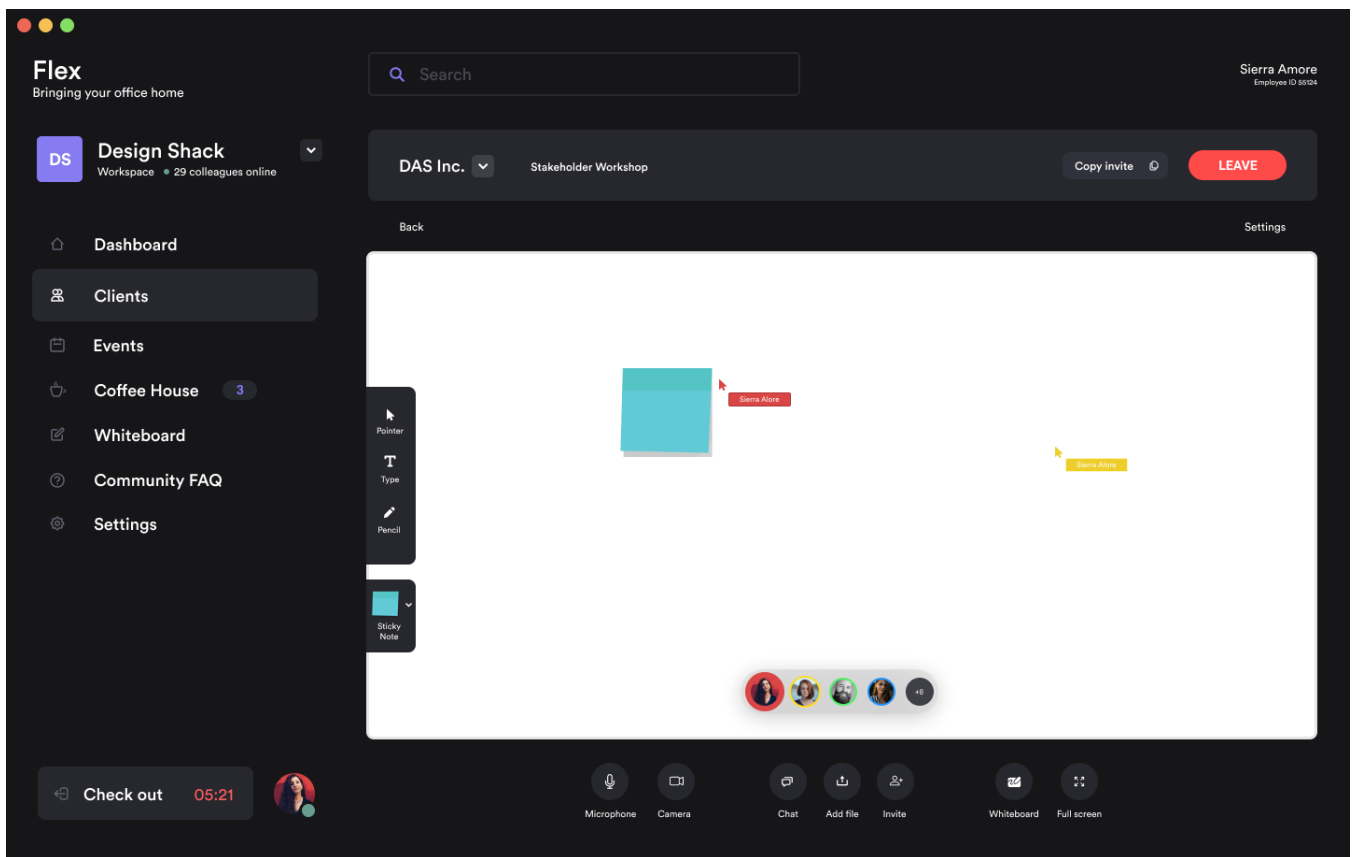 Flex
Bringing your office home
Search
Sierra Amore
Employee ID 55124
DS
Design Shack
Workspace
29 colleagues online
DAS Inc.
Stakeholder Workshop
Copy invite
LEAVE
Back
Settings
Dashboard
Clients
Events
Coffee House
3
Whiteboard
Community FAQ
Settings
Pointer
Type
Pencil
Sticky
Note
Sierra Alore
Sierra Alore
+8
Check out
05:21
Microphone
Camera
Chat
Add file
Invite
Whiteboard
Full screen